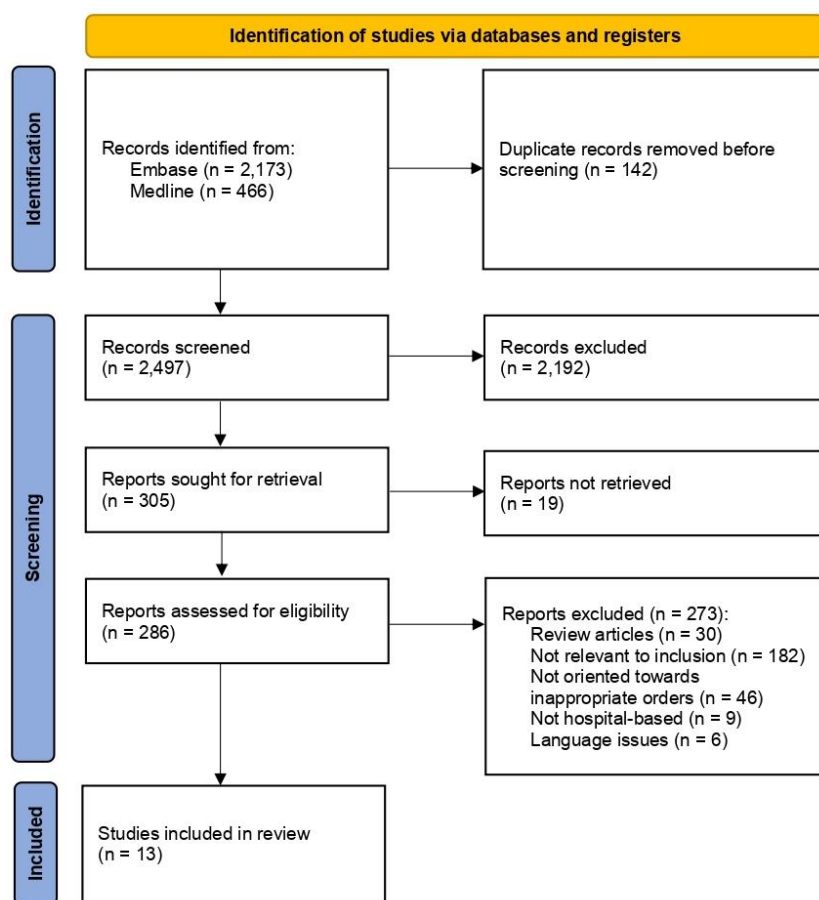 Identification of studies via databases and registers
Identification
Records identified from:
Embase (n = 2,173)
Medline (n = 466)
Duplicate records removed before
screening (n = 142)
Screening
Records screened
(n = 2,497)
Records excluded
(n = 2,192)
Reports sought for retrieval
(n = 305)
Reports not retrieved
(n = 19)
Reports assessed for eligibility
(n = 286)
Reports excluded (n = 273):
Review articles (n = 30)
Not relevant to inclusion (n = 182)
Not oriented towards
inappropriate orders (n = 46)
Not hospital-based (n = 9)
Language issues (n = 6)
Included
Studies included in review
(n = 13)